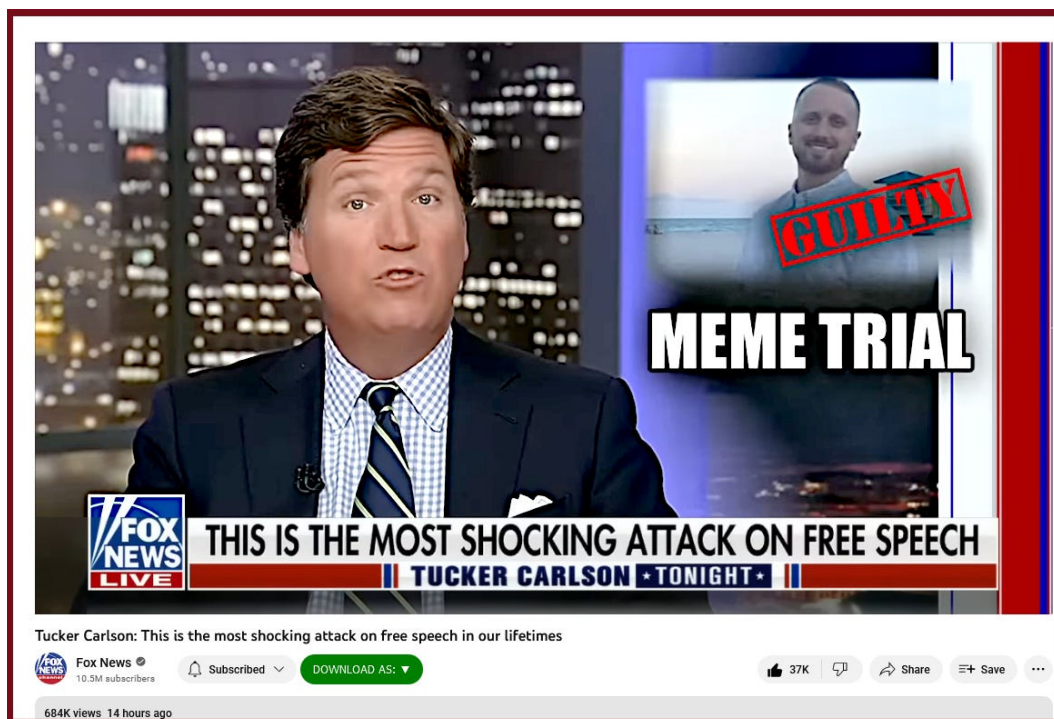 GUILTY
MEME TRIAL
FOX
NEWS
LIVE
THIS IS THE MOST SHOCKING ATTACK ON FREE SPEECH
TUCKER CARLSON TONIGHT
Tucker Carlson: This is the most shocking attack on free speech in our lifetimes
FOX
NEWS
channel
Fox News
10.5M subscribers
Subscribed
DOWNLOAD AS: ▼
37K
Share
Save
684K views 14 hours ago